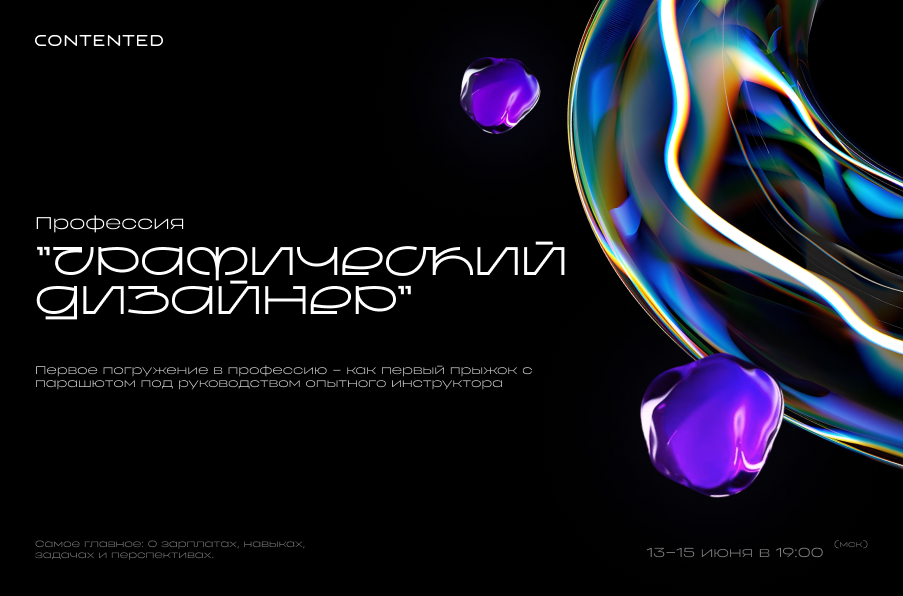 CONTENTED
Профессия
"Графический
дизайнер"
Первое погружение в профессию – как первый прыжок с
парашютом под руководством опытного инструктора
Самое главное: О зарплатах, навыках,
задачах и перспективах.
13–15 июня в 19:00 (мск)